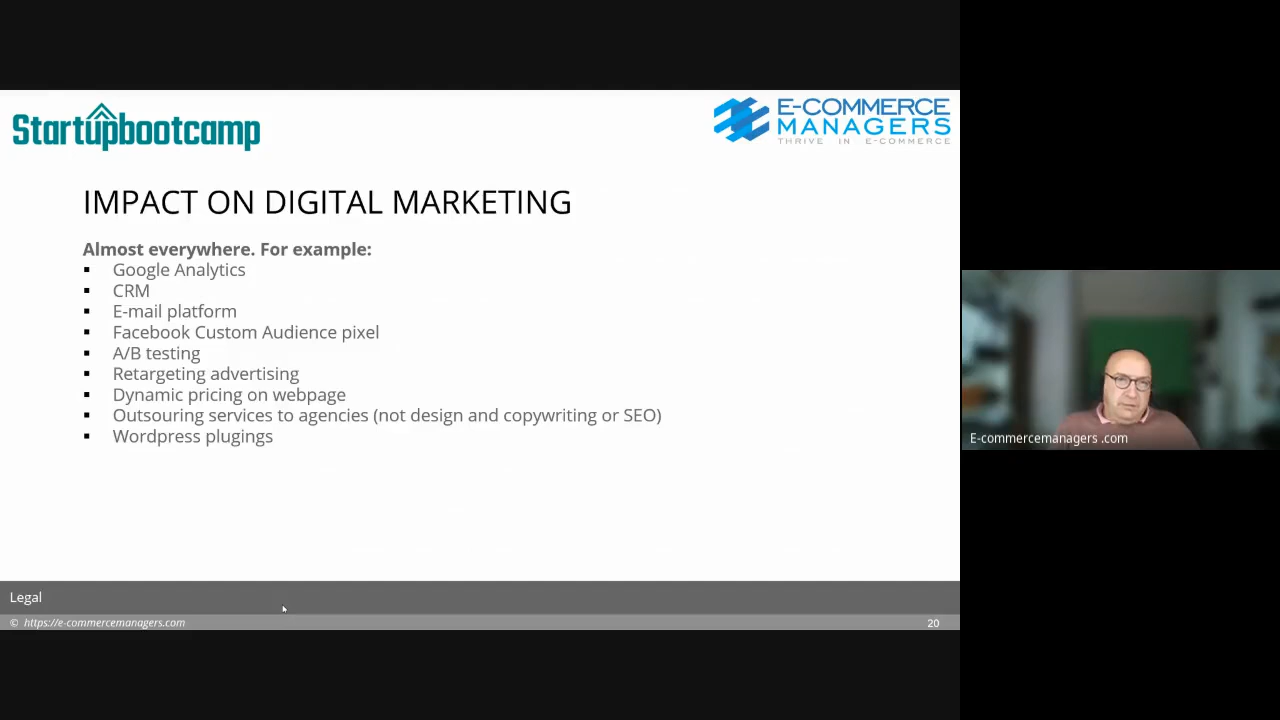 Startupbootcamp
E-COMMERCE
MANAGERS
THRIVE IN E-COMMERCE
IMPACT ON DIGITAL MARKETING
Almost everywhere. For example:
▪ Google Analytics
▪ CRM
▪ E-mail platform
▪ Facebook Custom Audience pixel
▪ A/B testing
▪ Retargeting advertising
▪ Dynamic pricing on webpage
▪ Outsouring services to agencies (not design and copywriting or SEO)
▪ Wordpress plugings
E-commercemanagers .com
Legal
© https://e-commercemanagers.com
20